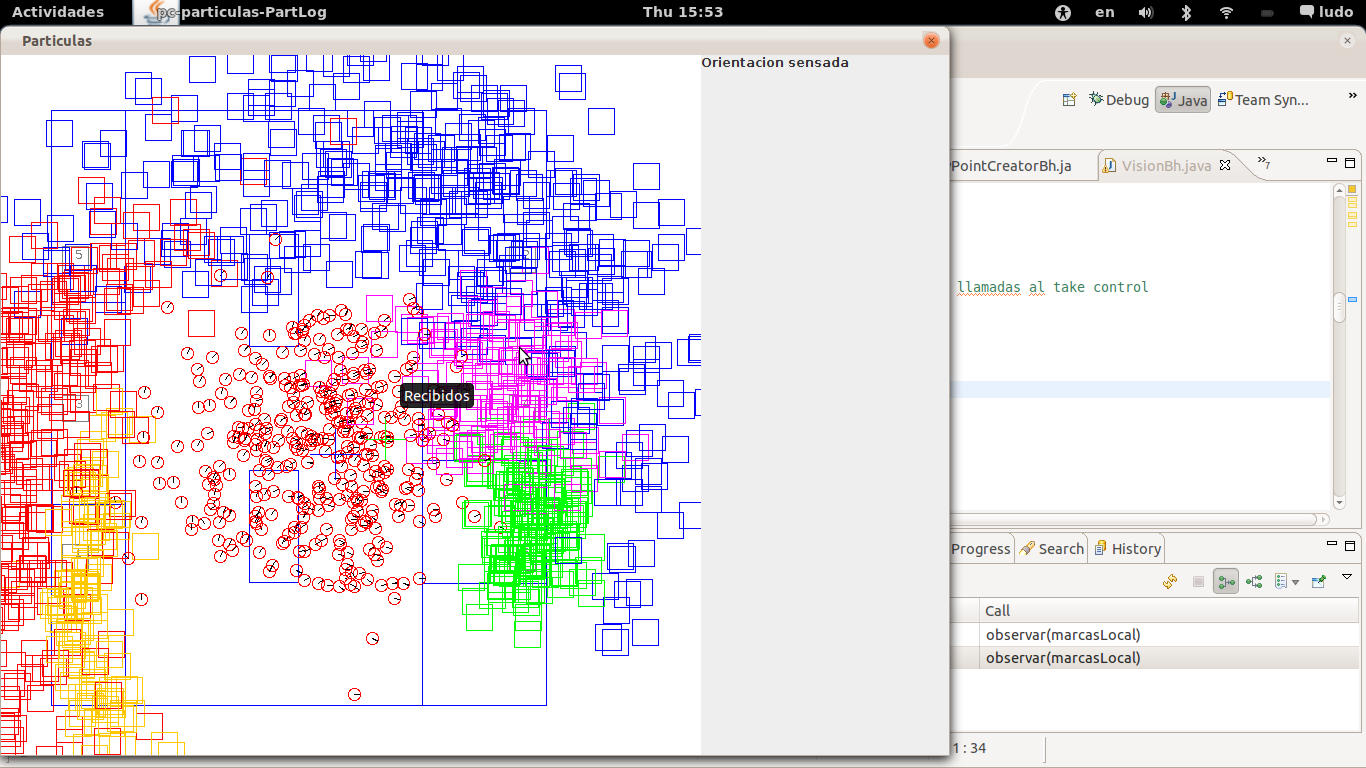 Actividades
pc-particulas-PartLog
Thu 15:53
en
ludo
Particulas
Orientacion sensada
5
3
Recibidos
Debug
Java
Team Syn...
»
PointCreatorBh.ja
VisionBh.java
»7
llamadas al take control
Progress
Search
History
Call
observar(marcasLocal)
observar(marcasLocal)
1 : 34